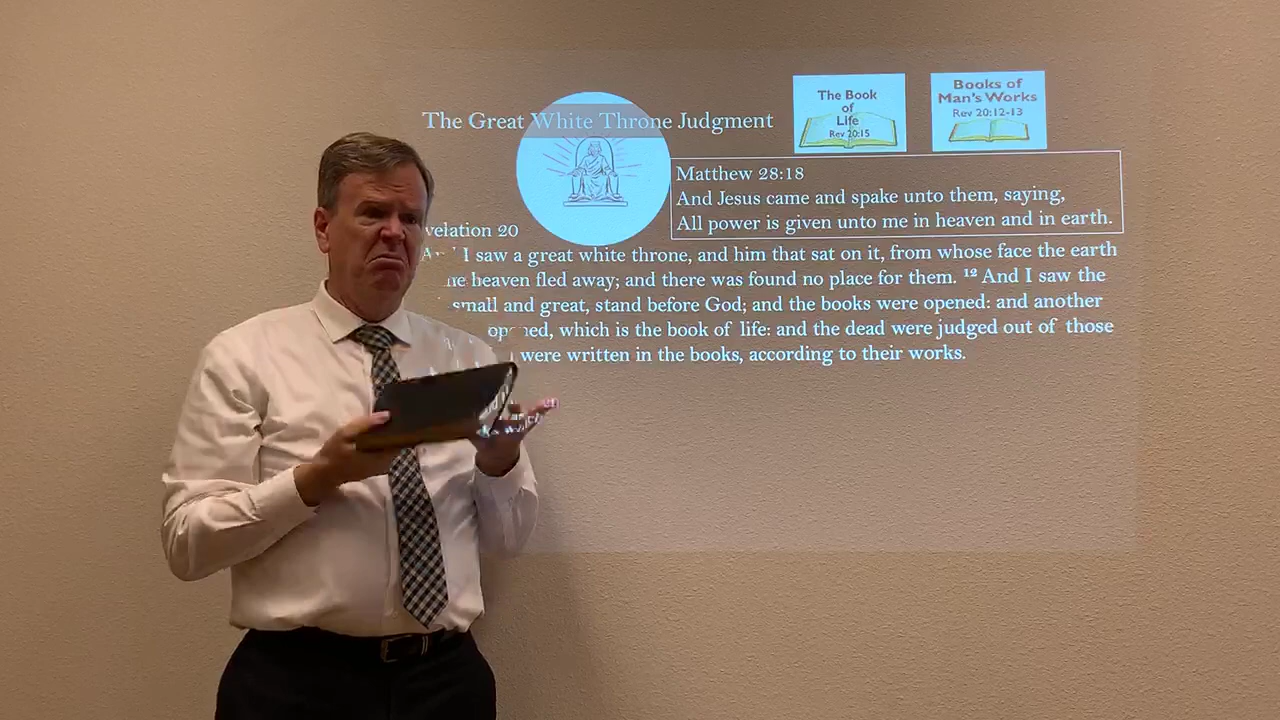 The Great White Throne Judgment
The Book
of
Life
Rev 20:15
Books of
Man's Works
Rev 20:12-13
Matthew 28:18
And Jesus came and spake unto them, saying,
All power is given unto me in heaven and in earth.
velation 20
I saw a great white throne, and him that sat on it, from whose face the earth
heaven fled away; and there was found no place for them. ¹² And I saw the
small and great, stand before God; and the books were opened: and another
opened, which is the book of life: and the dead were judged out of those
were written in the books, according to their works.